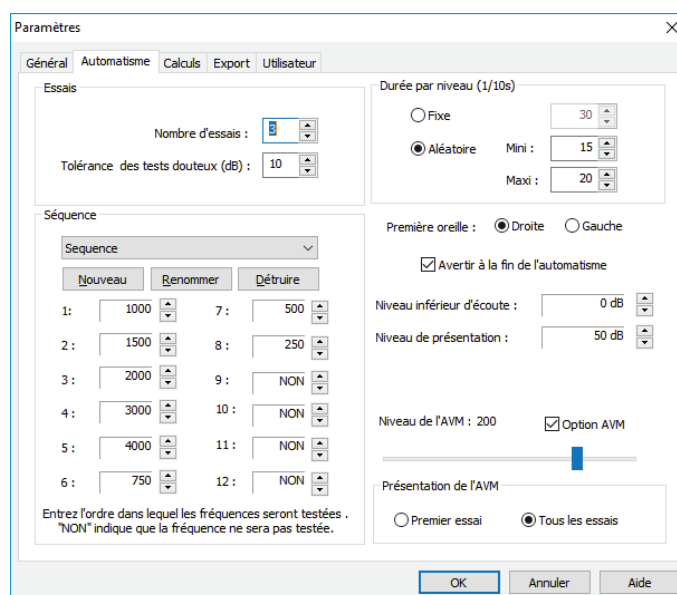 Paramètres
Général Automatisme Calculs Export Utilisateur
Essais
Nombre d'essais : 3
Tolérance des tests douteux (dB) : 10
Durée par niveau (1/10s)
Fixe 30
Aléatoire Mini : 15
Maxi : 20
Séquence
Sequence
Nouveau Renommer Détruire
1: 1000 7 : 500
2 : 1500 8 : 250
3 : 2000 9 : NON
4 : 3000 10 : NON
5 : 4000 11 : NON
6 : 750 12 : NON
Entrez l'ordre dans lequel les fréquences seront testées .
"NON" indique que la fréquence ne sera pas testée.
Première oreille : Droite Gauche
Avertir à la fin de l'automatisme
Niveau inférieur d'écoute : 0 dB
Niveau de présentation : 50 dB
Niveau de l'AVM : 200 Option AVM
Présentation de l'AVM
Premier essai Tous les essais
OK Annuler Aide